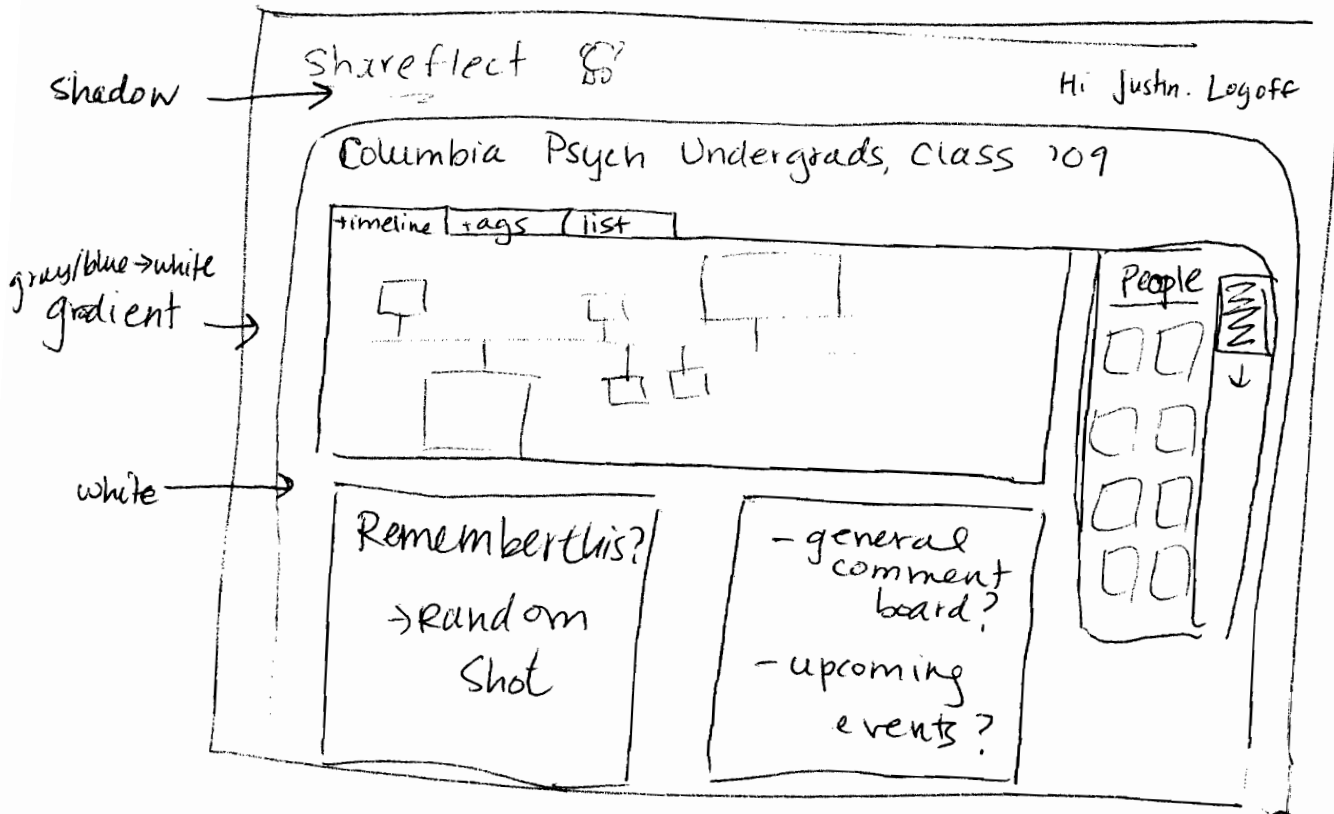 Shareflect
Hi Justin. Logoff
shadow
Columbia Psych Undergrads, Class '09
timeline tags list
gray/blue→white
gradient
People
white
Remember this?
→Random
Shot
- general
comment
board?
- upcoming
events?